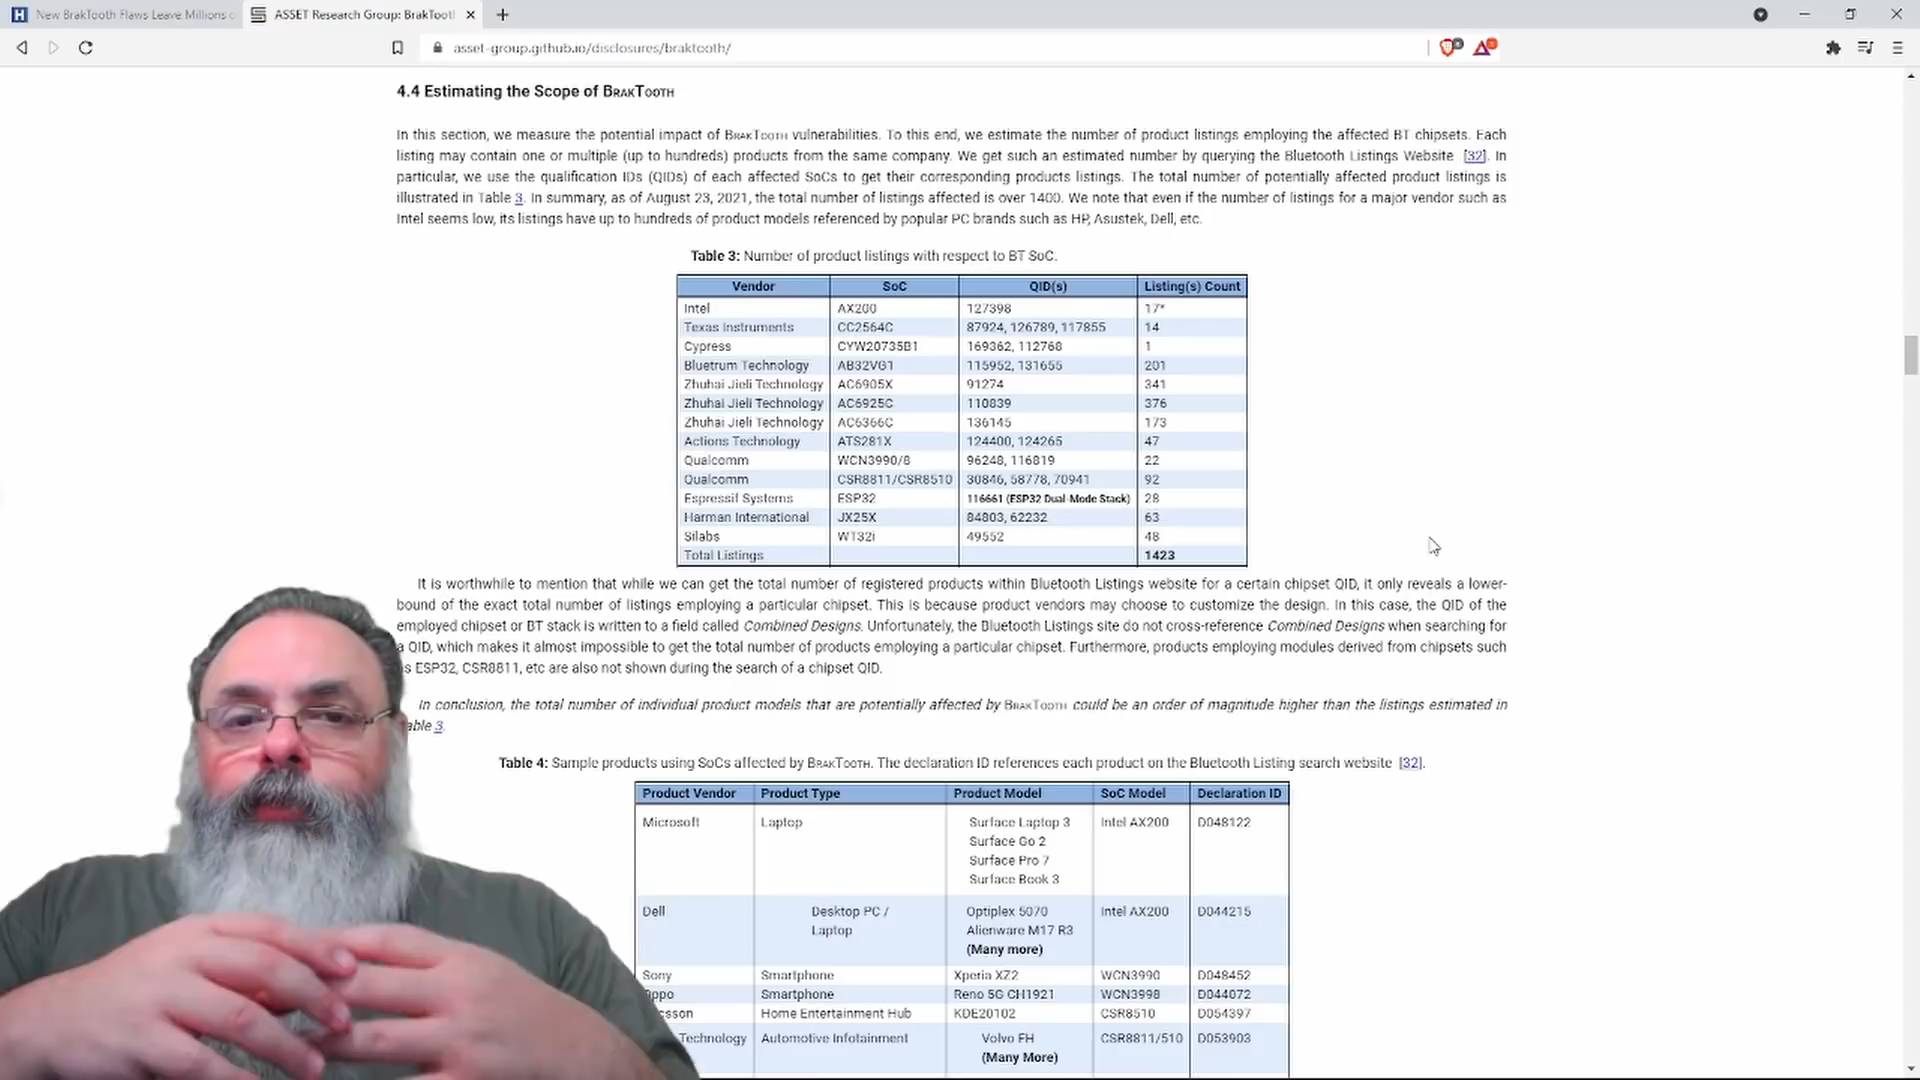 New BrakTooth Flaws Leave Millions o
ASSET Research Group: BrakTooth
asset-group.github.io/disclosures/braktooth/
4.4 Estimating the Scope of BRAKTOOTH
In this section, we measure the potential impact of BRAKTOOTH vulnerabilities. To this end, we estimate the number of product listings employing the affected BT chipsets. Each
listing may contain one or multiple (up to hundreds) products from the same company. We get such an estimated number by querying the Bluetooth Listings Website [32]. In
particular, we use the qualification IDs (QIDs) of each affected SoCs to get their corresponding products listings. The total number of potentially affected product listings is
illustrated in Table 3. In summary, as of August 23, 2021, the total number of listings affected is over 1400. We note that even if the number of listings for a major vendor such as
Intel seems low, its listings have up to hundreds of product models referenced by popular PC brands such as HP, Asustek, Dell, etc.
Table 3: Number of product listings with respect to BT SoC.
Vendor SoC QID(s) Listing(s) Count
Intel AX200 127398 17*
Texas Instruments CC2564C 87924, 126789, 117855 14
Cypress CYW20735B1 169362, 112768 1
Bluetrum Technology AB32VG1 115952, 131655 201
Zhuhai Jieli Technology AC6905X 91274 341
Zhuhai Jieli Technology AC6925C 110839 376
Zhuhai Jieli Technology AC6366C 136145 173
Actions Technology ATS281X 124400, 124265 47
Qualcomm WCN3990/8 96248, 116819 22
Qualcomm CSR8811/CSR8510 30846, 58778, 70941 92
Espressif Systems ESP32 116661 (ESP32 Dual-Mode Stack) 28
Harman International JX25X 84803, 62232 63
Silabs WT32i 49552 48
Total Listings 1423
It is worthwhile to mention that while we can get the total number of registered products within Bluetooth Listings website for a certain chipset QID, it only reveals a lower-
bound of the exact total number of listings employing a particular chipset. This is because product vendors may choose to customize the design. In this case, the QID of the
employed chipset or BT stack is written to a field called Combined Designs. Unfortunately, the Bluetooth Listings site do not cross-reference Combined Designs when searching for
a QID, which makes it almost impossible to get the total number of products employing a particular chipset. Furthermore, products employing modules derived from chipsets such
s ESP32, CSR8811, etc are also not shown during the search of a chipset QID.
In conclusion, the total number of individual product models that are potentially affected by BRAKTOOTH could be an order of magnitude higher than the listings estimated in
able 3.
Table 4: Sample products using SoCs affected by BRAKTOOTH. The declaration ID references each product on the Bluetooth Listing search website [32].
Product Vendor Product Type Product Model SoC Model Declaration ID
Microsoft Laptop Surface Laptop 3 Intel AX200 D048122
Surface Go 2
Surface Pro 7
Surface Book 3
Dell Desktop PC / Optiplex 5070 Intel AX200 D044215
Laptop Alienware M17 R3
(Many more)
Sony Smartphone Xperia XZ2 WCN3990 D048452
Oppo Smartphone Reno 5G CH1921 WCN3998 D044072
csson Home Entertainment Hub KDE20102 CSR8510 D054397
Technology Automotive Infotainment Volvo FH CSR8811/510 D053903
(Many More)